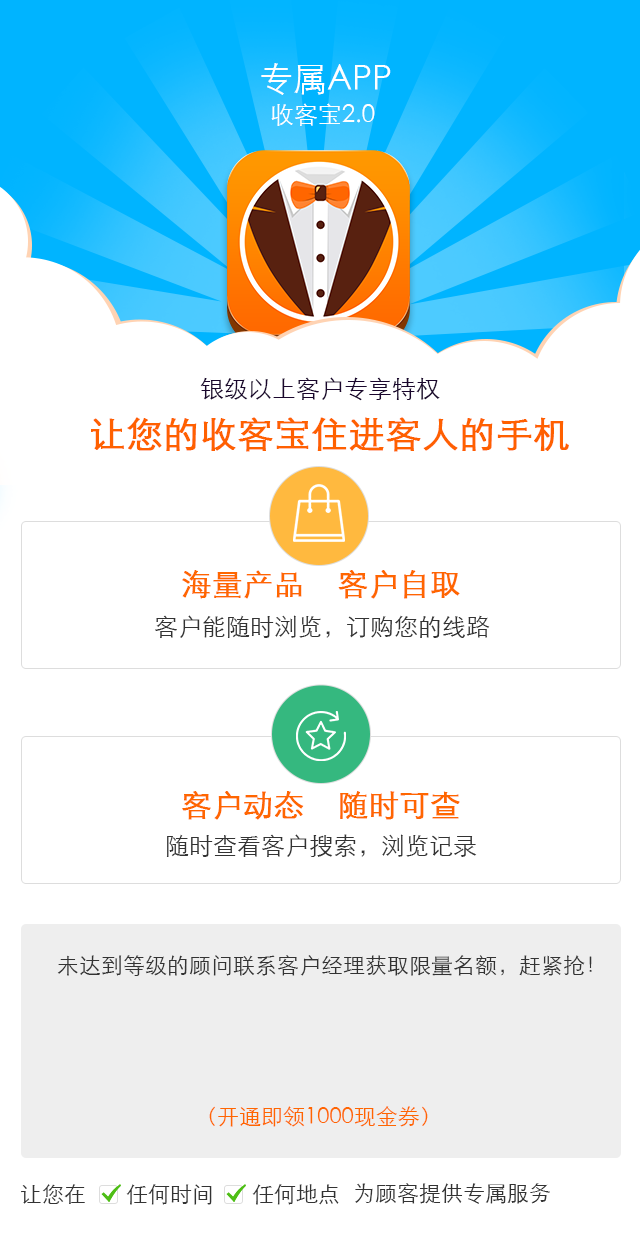 专属APP
收客宝2.0
银级以上客户专享特权
让您的收客宝住进客人的手机
海量产品 客户自取
客户能随时浏览，订购您的线路
客户动态 随时可查
随时查看客户搜索，浏览记录
未达到等级的顾问联系客户经理获取限量名额，赶紧抢！
（开通即领1000现金券）
让您在 任何时间 任何地点 为顾客提供专属服务